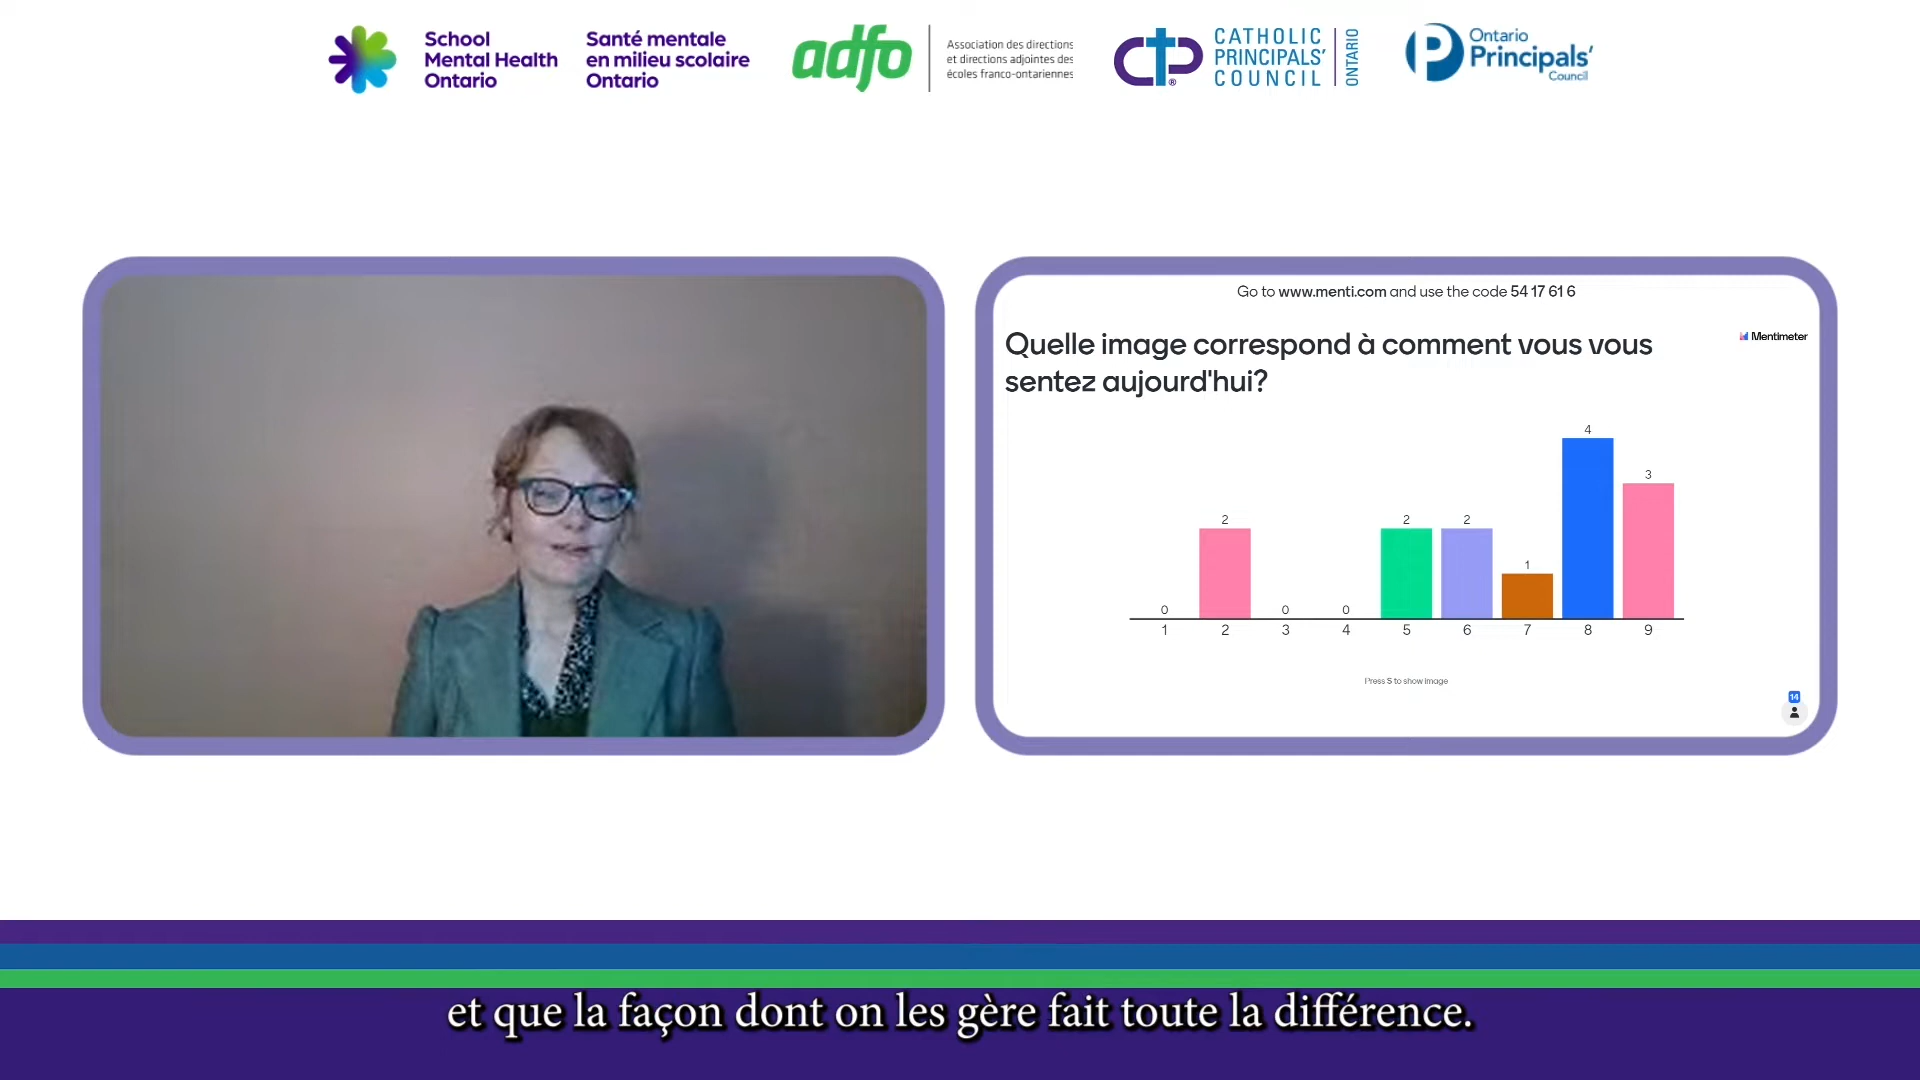 School
Mental Health
Ontario
Santé mentale
en milieu scolaire
Ontario
adfo
Association des directions
et directions adjointes des
écoles franco-ontariennes
CATHOLIC
PRINCIPALS'
COUNCIL
ONTARIO
®
Ontario
Principals'
Council
Go to www.menti.com and use the code 54 17 61 6
Quelle image correspond à comment vous vous
sentez aujourd'hui?
Mentimeter
0 2 0 0 2 2 1 4 3
1 2 3 4 5 6 7 8 9
Press S to show image
14
et que la façon dont on les gère fait toute la différence.